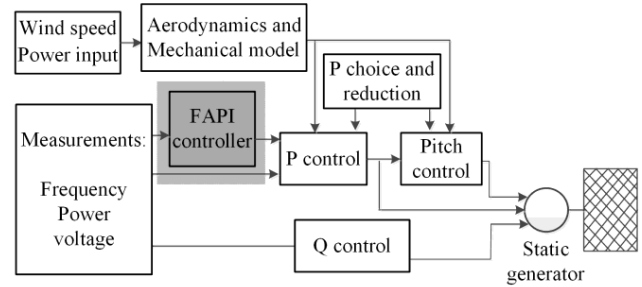 Wind speed
Power input
Aerodynamics and
Mechanical model
P choice and
reduction
Measurements:
Frequency
Power
voltage
FAPI
controller
P control
Pitch
control
Q control
Static
generator